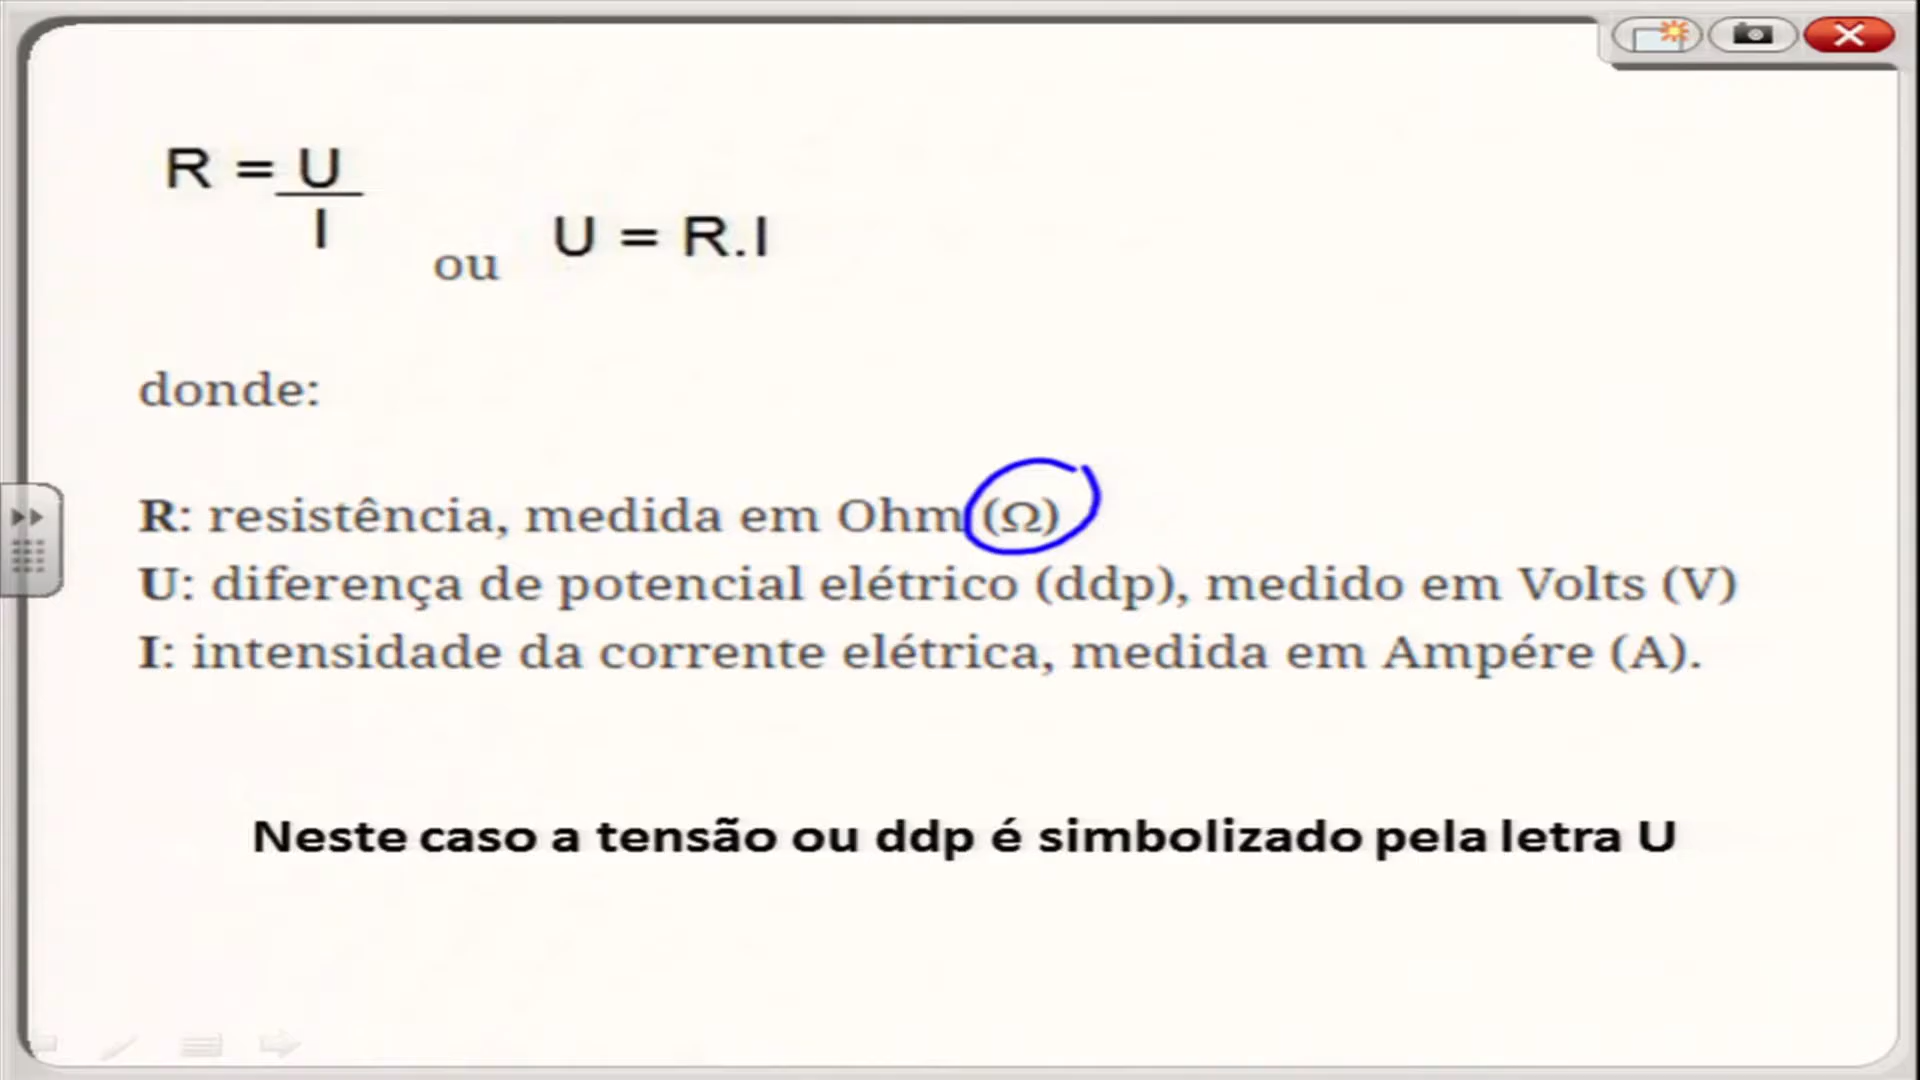 R = U
I
ou
U = R.I
donde:
R: resistência, medida em Ohm (Ω)
U: diferença de potencial elétrico (ddp), medido em Volts (V)
I: intensidade da corrente elétrica, medida em Ampére (A).
Neste caso a tensão ou ddp é simbolizado pela letra U